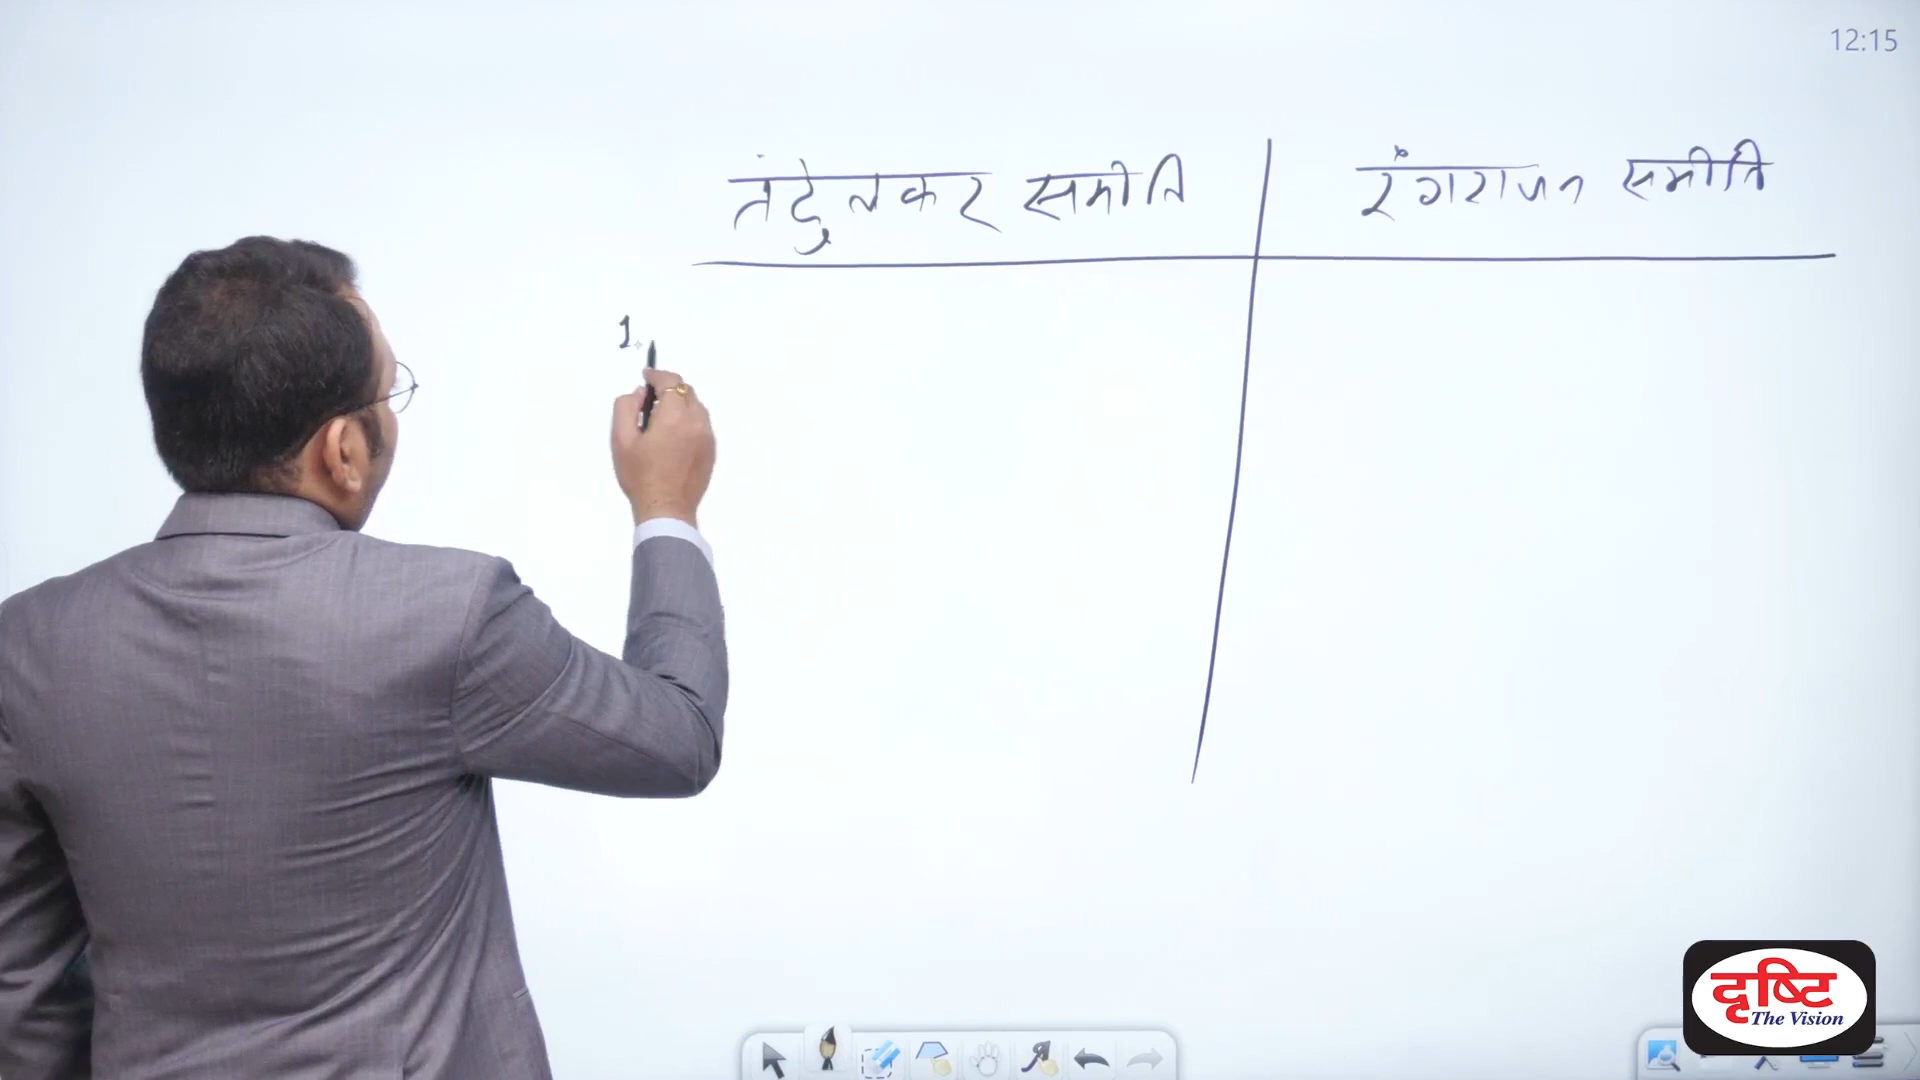 12:15
तेंदुलकर समीति
रंगराजन समीति
1.
दृष्टि
The Vision